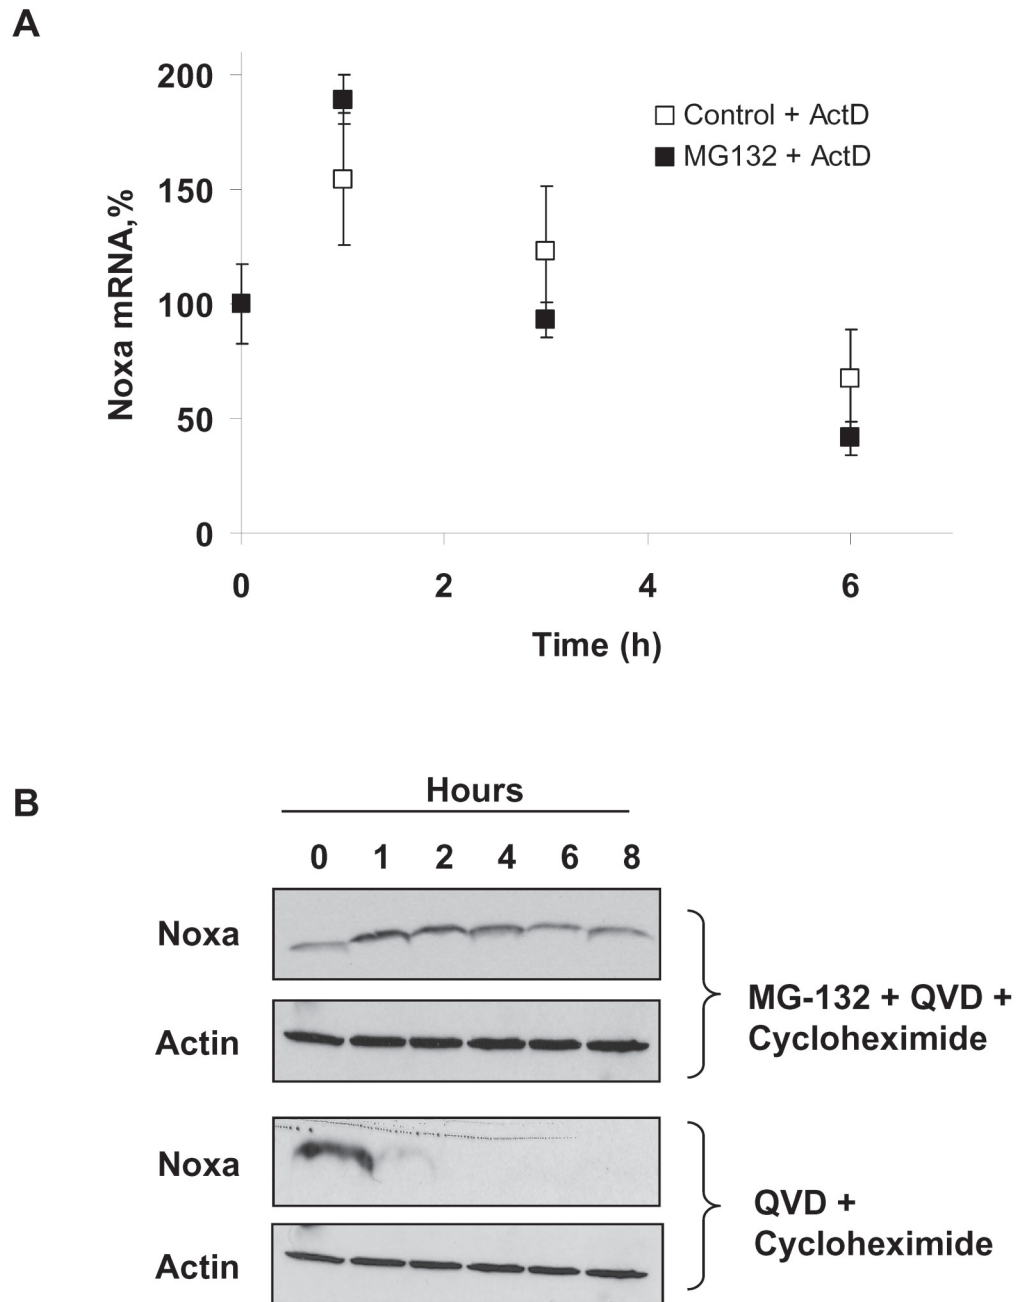 A
200
150
100
50
0
Noxa mRNA,%
Control + ActD
MG132 + ActD
0 2 4 6
Time (h)
B
Hours
0 1 2 4 6 8
Noxa
Actin
MG-132 + QVD +
Cycloheximide
Noxa
Actin
QVD +
Cycloheximide